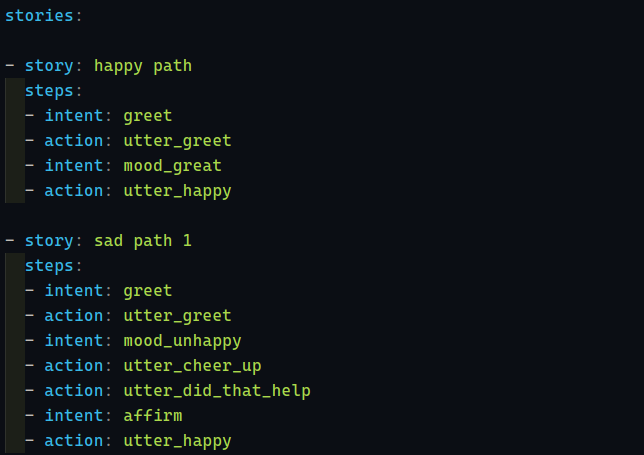 stories:
- story: happy path
steps:
- intent: greet
- action: utter_greet
- intent: mood_great
- action: utter_happy
- story: sad path 1
steps:
- intent: greet
- action: utter_greet
- intent: mood_unhappy
- action: utter_cheer_up
- action: utter_did_that_help
- intent: affirm
- action: utter_happy